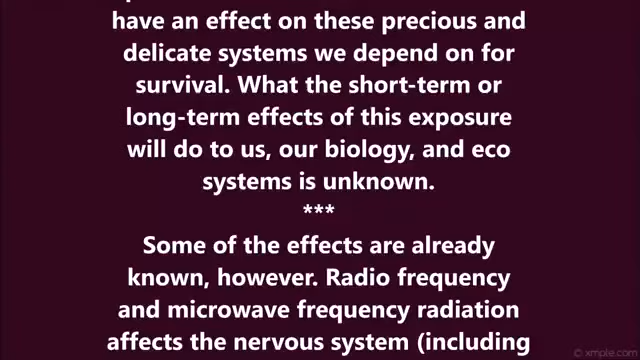 have an effect on these precious and
delicate systems we depend on for
survival. What the short-term or
long-term effects of this exposure
will do to us, our biology, and eco
systems is unknown.
***
Some of the effects are already
known, however. Radio frequency
and microwave frequency radiation
affects the nervous system (including
© xmple.com